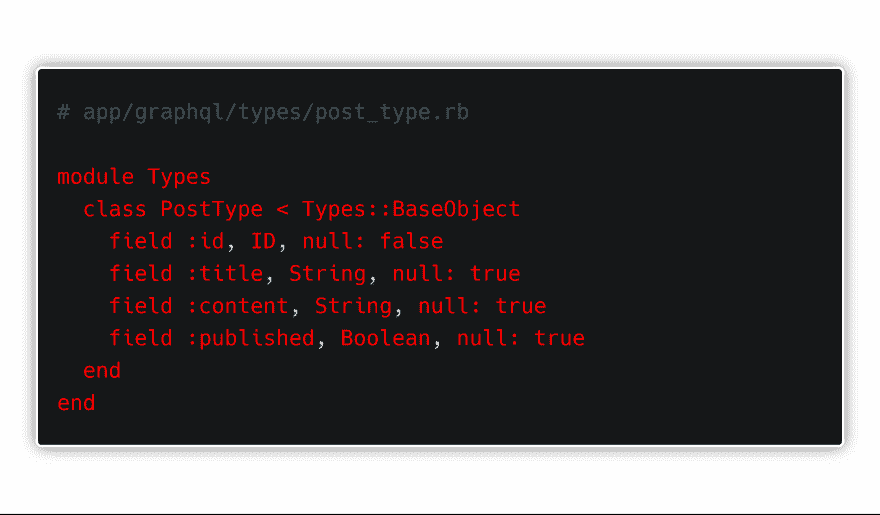 # app/graphql/types/post_type.rb
module Types
  class PostType < Types::BaseObject
    field :id, ID, null: false
    field :title, String, null: true
    field :content, String, null: true
    field :published, Boolean, null: true
  end
end